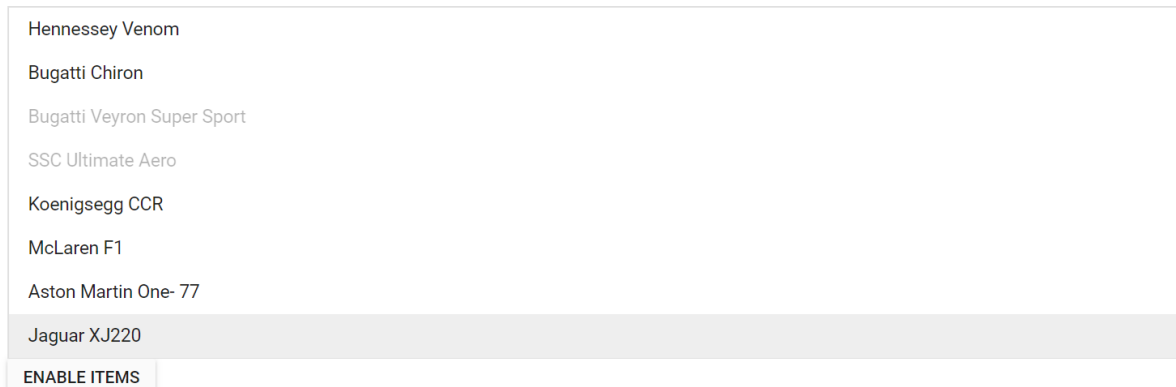 Hennessey Venom
Bugatti Chiron
Bugatti Veyron Super Sport
SSC Ultimate Aero
Koenigsegg CCR
McLaren F1
Aston Martin One- 77
Jaguar XJ220
ENABLE ITEMS